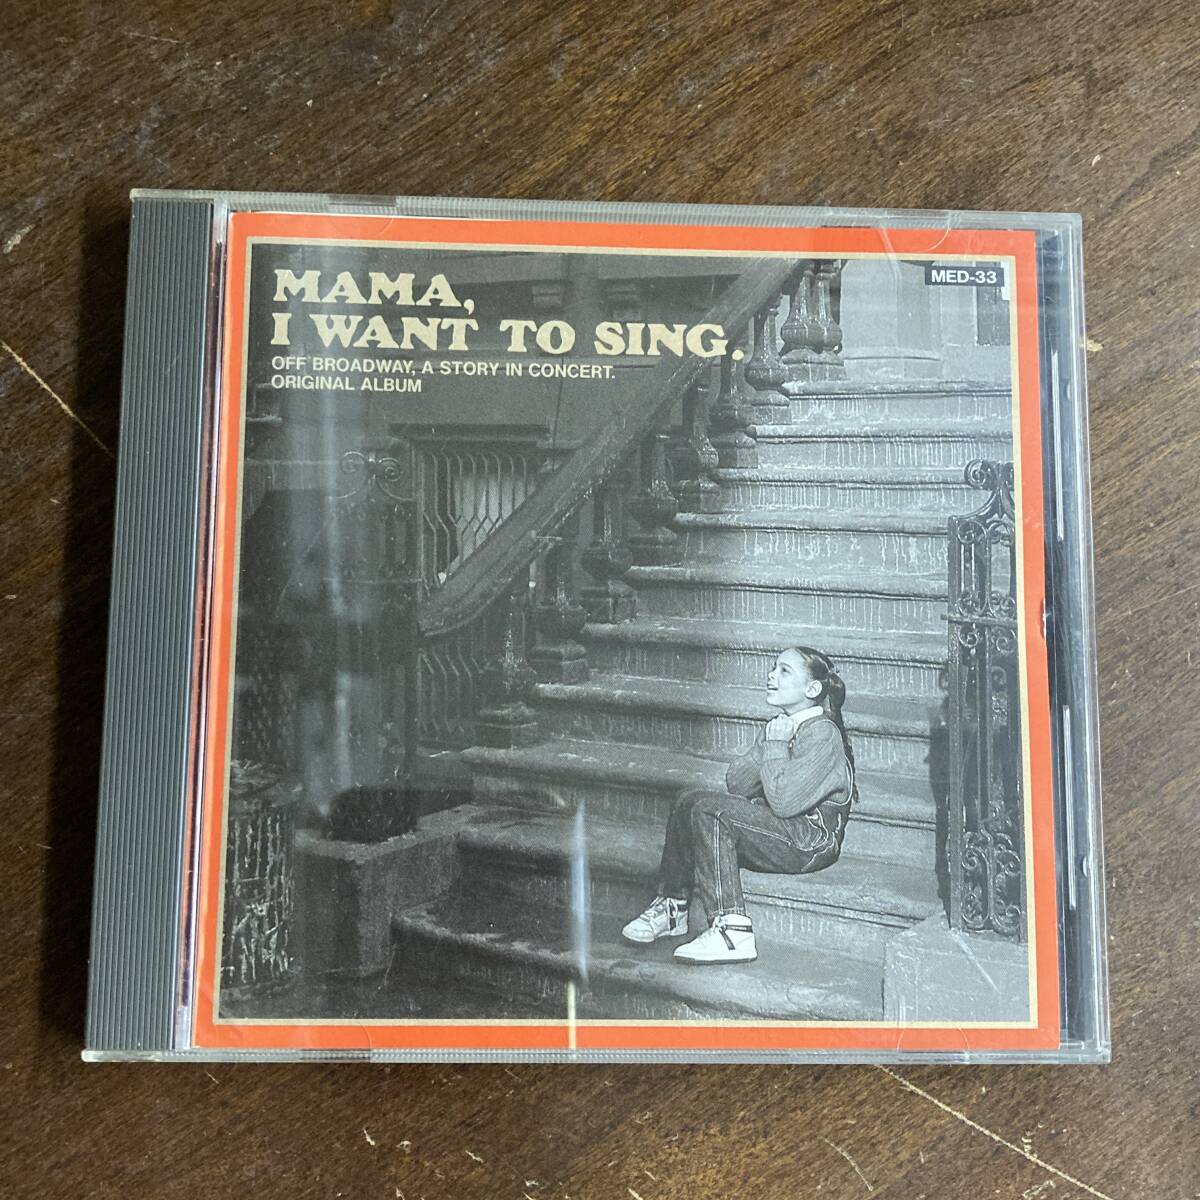 MAMA,
I WANT TO SING.
OFF BROADWAY, A STORY IN CONCERT.
ORIGINAL ALBUM
MED-33